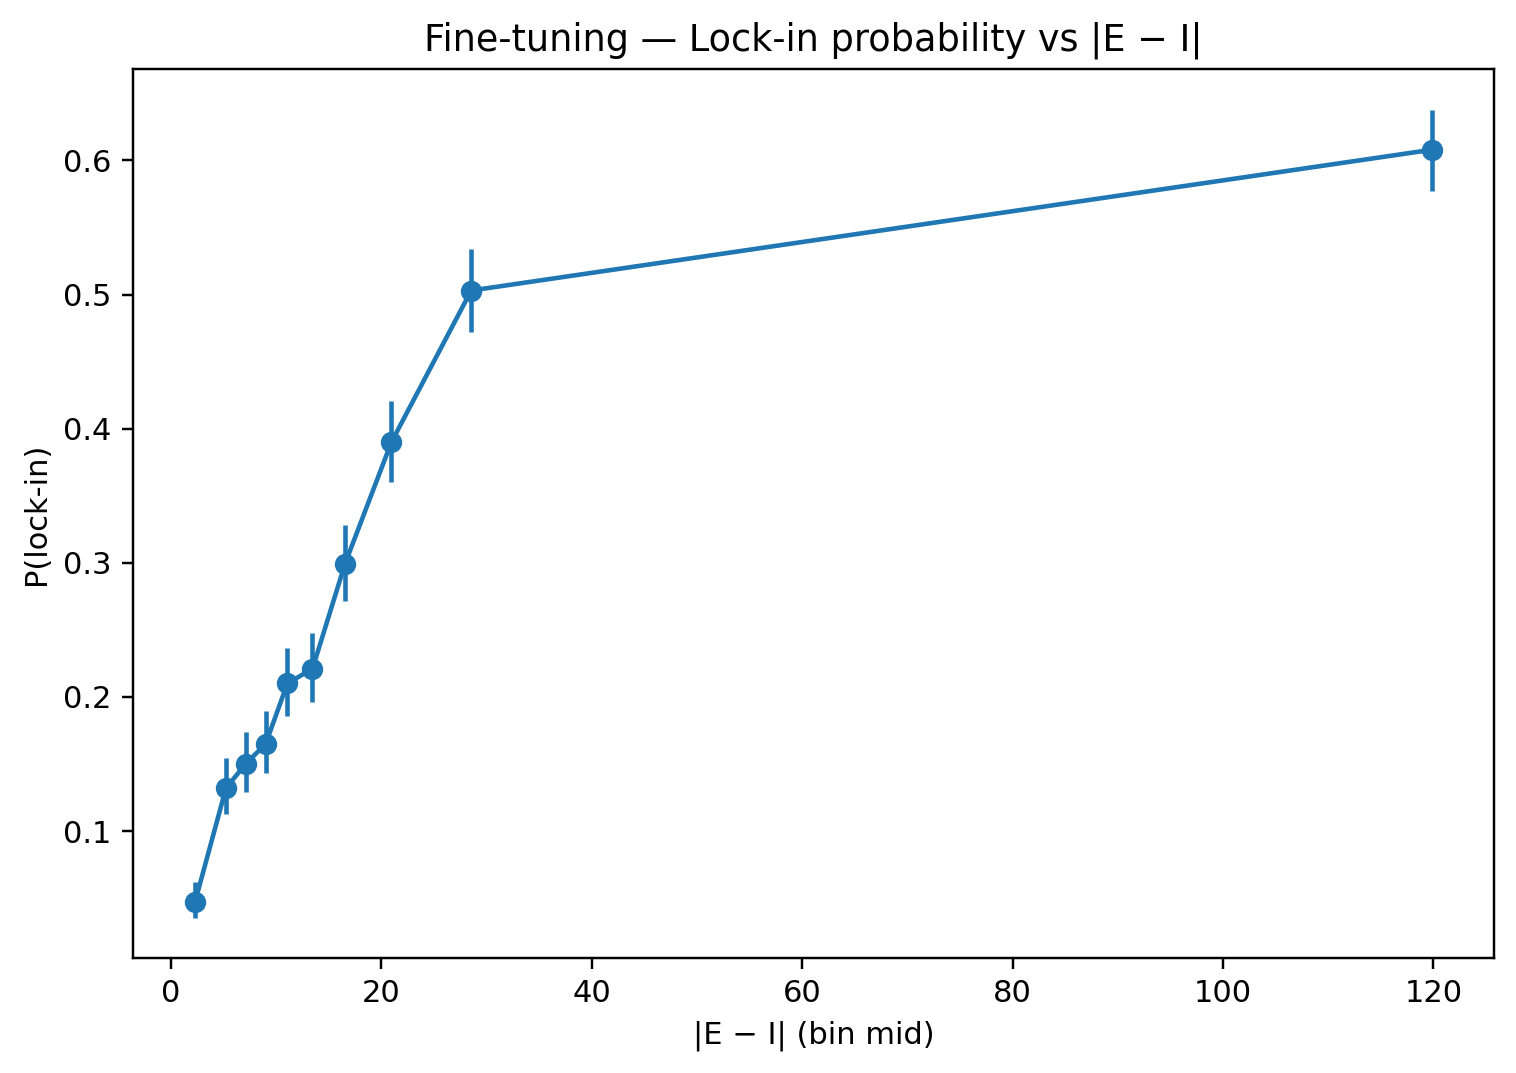 Fine-tuning — Lock-in probability vs |E − I|
P(lock-in)
0.6
0.5
0.4
0.3
0.2
0.1
0 20 40 60 80 100 120
|E − I| (bin mid)